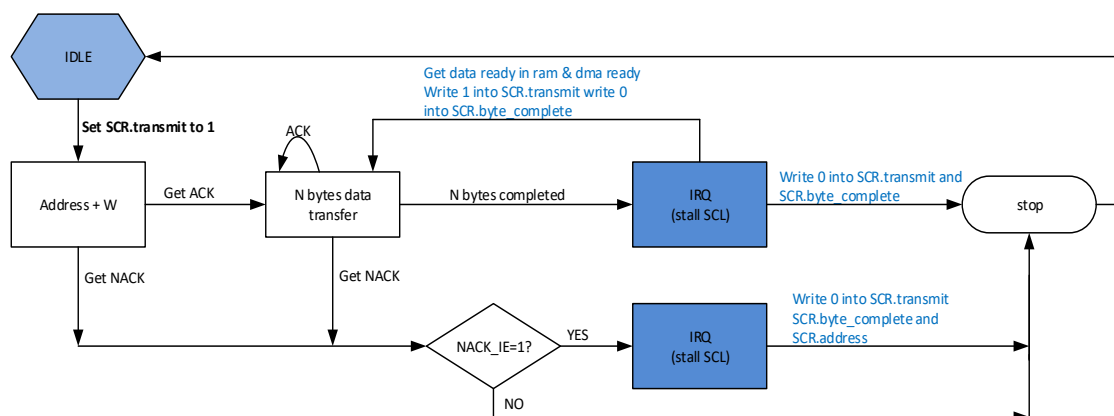 IDLE
Get data ready in ram & dma ready
Write 1 into SCR.transmit write 0
into SCR.byte_complete
Set SCR.transmit to 1
ACK
Address + W
Get ACK
N bytes data
transfer
N bytes completed
IRQ
(stall SCL)
Write 0 into SCR.transmit and
SCR.byte_complete
stop
Get NACK
Get NACK
NACK_IE=1?
YES
IRQ
(stall SCL)
Write 0 into SCR.transmit
SCR.byte_complete and
SCR.address
NO